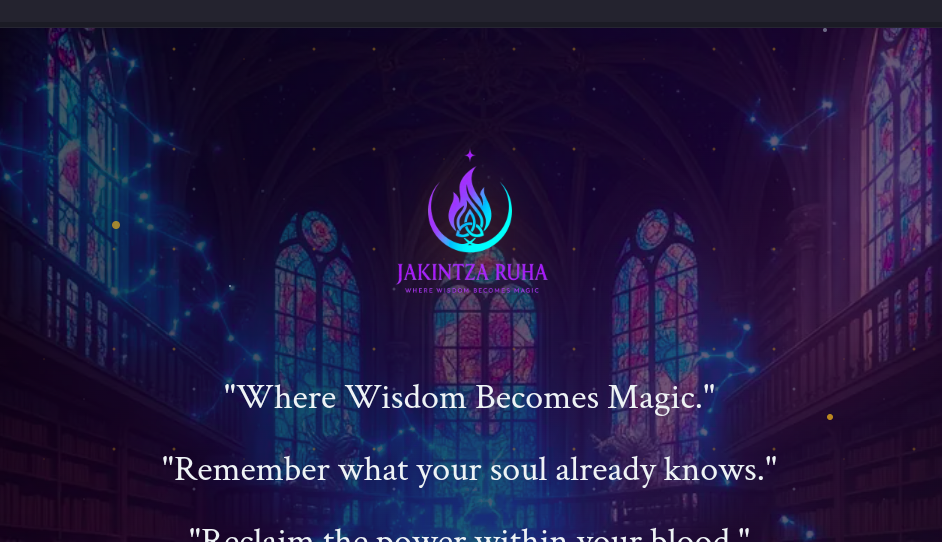 JAKINTZA RUHA
WHERE WISDOM BECOMES MAGIC
"Where Wisdom Becomes Magic."
"Remember what your soul already knows."
"Reclaim the power within your blood."